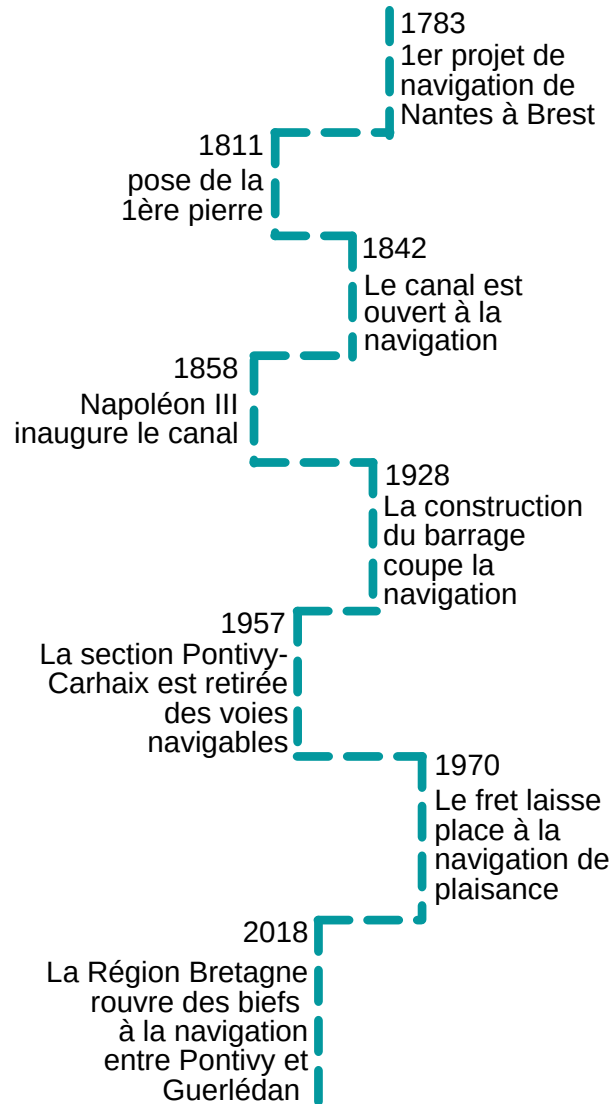 1783
1er projet de
navigation de
Nantes à Brest
1811
pose de la
1ère pierre
1842
Le canal est
ouvert à la
navigation
1858
Napoléon III
inaugure le canal
1928
La construction
du barrage
coupe la
navigation
1957
La section Pontivy-
Carhaix est retirée
des voies
navigables
1970
Le fret laisse
place à la
navigation de
plaisance
2018
La Région Bretagne
rouvre des biefs
à la navigation
entre Pontivy et
Guerlédan